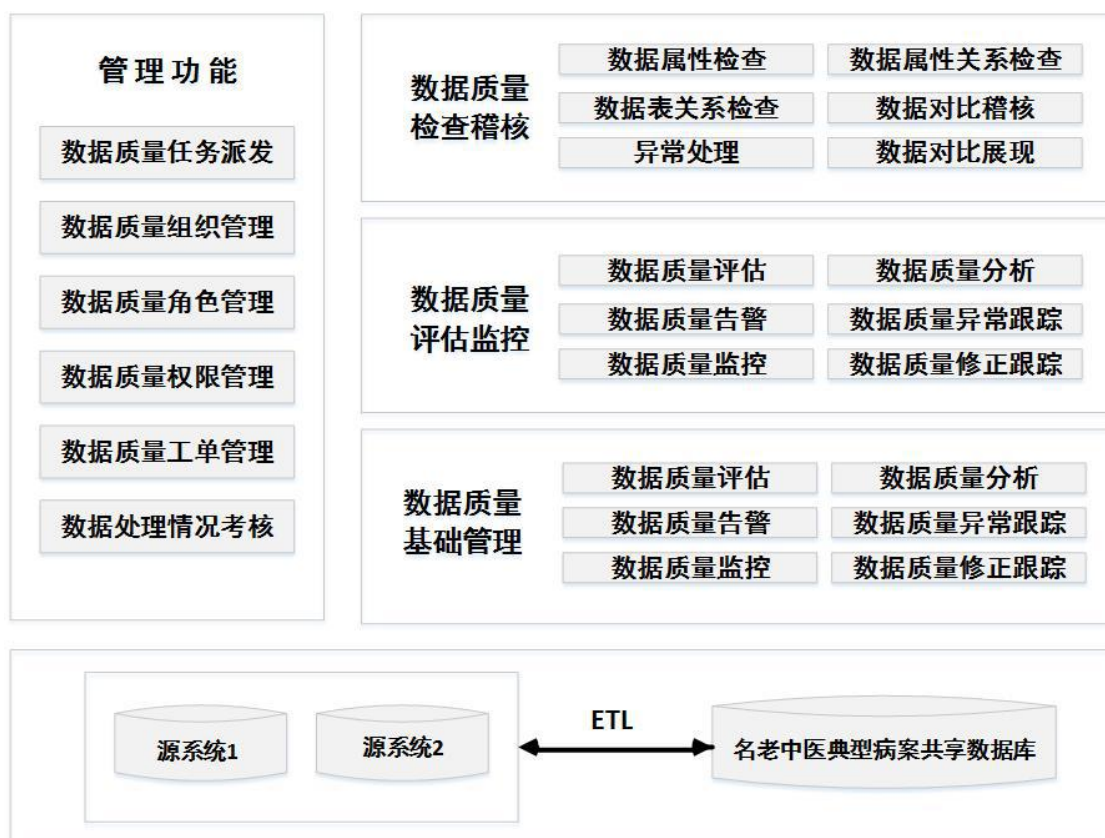 管理功能
数据质量任务派发
数据质量组织管理
数据质量角色管理
数据质量权限管理
数据质量工单管理
数据处理情况考核
数据质量
检查稽核
数据属性检查
数据属性关系检查
数据表关系检查
数据对比稽核
异常处理
数据对比展现
数据质量
评估监控
数据质量评估
数据质量分析
数据质量告警
数据质量异常跟踪
数据质量监控
数据质量修正跟踪
数据质量
基础管理
数据质量评估
数据质量分析
数据质量告警
数据质量异常跟踪
数据质量监控
数据质量修正跟踪
源系统1
源系统2
ETL
名老中医典型病案共享数据库